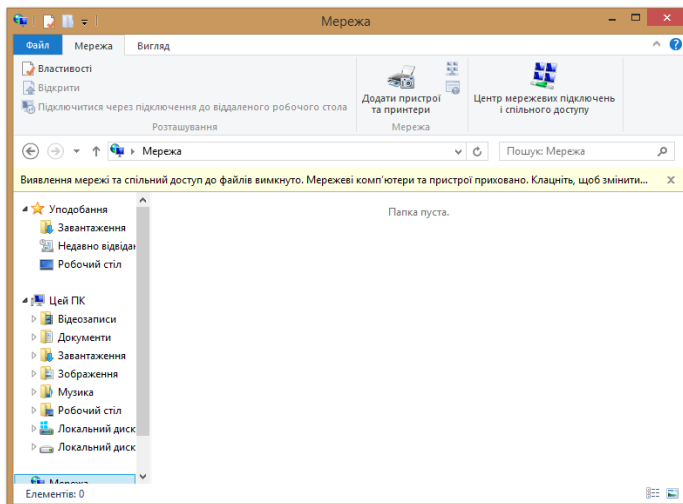 Мережа
Файл Мережа Вигляд
Властивості
Відкрити
Підключитися через підключення до віддаленого робочого стола
Розташування
Додати пристрої
та принтери
Мережа
Центр мережевих підключень
і спільного доступу
Мережа
Пошук: Мережа
Виявлення мережі та спільний доступ до файлів вимкнуто. Мережеві комп'ютери та пристрої приховано. Клацніть, щоб змінити...
Папка пуста.
Уподобання
Завантаження
Недавно відвідан
Робочий стіл
Цей ПК
Відеозаписи
Документи
Завантаження
Зображення
Музика
Робочий стіл
Локальний диск
Локальний диск
Мережа
Елементів: 0